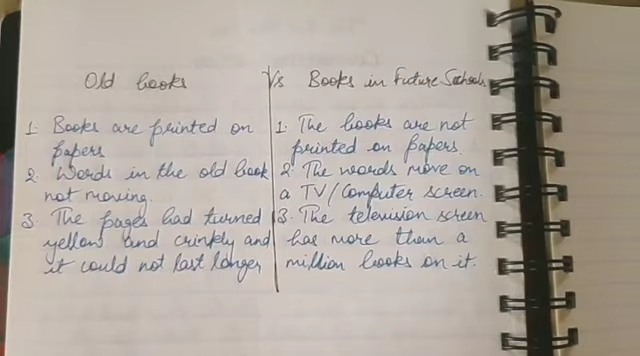 Old books Vs Books in Future Schools
1. Books are printed on
papers
2. Words in the old book
not moving.
3. The pages had turned
yellow and crinkly and
it could not last longer
1. The books are not
printed on papers.
2. The words move on
a TV/Computer screen.
3. The television screen
has more than a
million books on it.